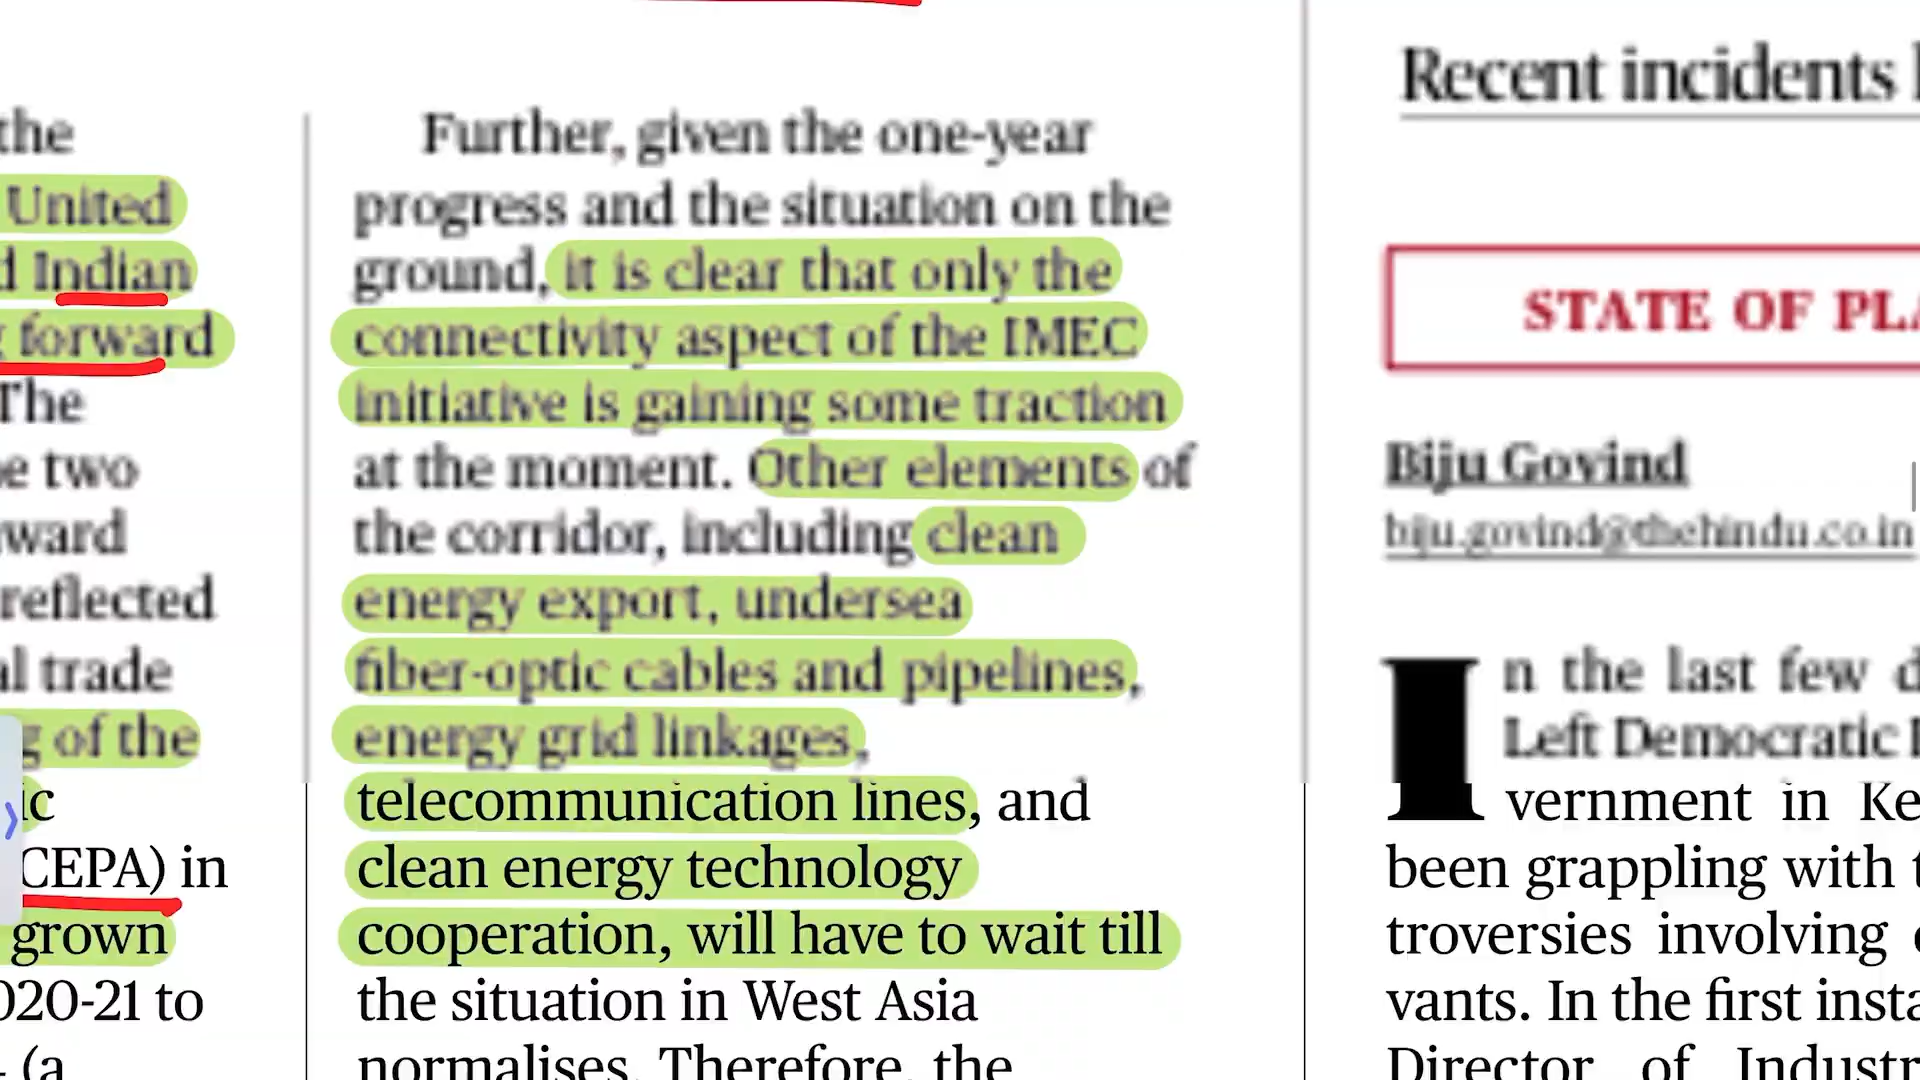 the
United
Indian
forward
The
two
ward
reflected
trade
of the
ic
CEPA) in
grown
020-21 to
(a
Further, given the one-year
progress and the situation on the
ground, it is clear that only the
connectivity aspect of the IMEC
initiative is gaining some traction
at the moment. Other elements of
the corridor, including clean
energy export, undersea
fiber-optic cables and pipelines,
energy grid linkages,
telecommunication lines, and
clean energy technology
cooperation, will have to wait till
the situation in West Asia
normalises. Therefore, the
Recent incidents
STATE OF PLA
Biju Govind
biju.govind@thehindu.co.in
In the last few d
Left Democratic
vernment in Ke
been grappling with t
troversies involving
vants. In the first insta
Director of Industr